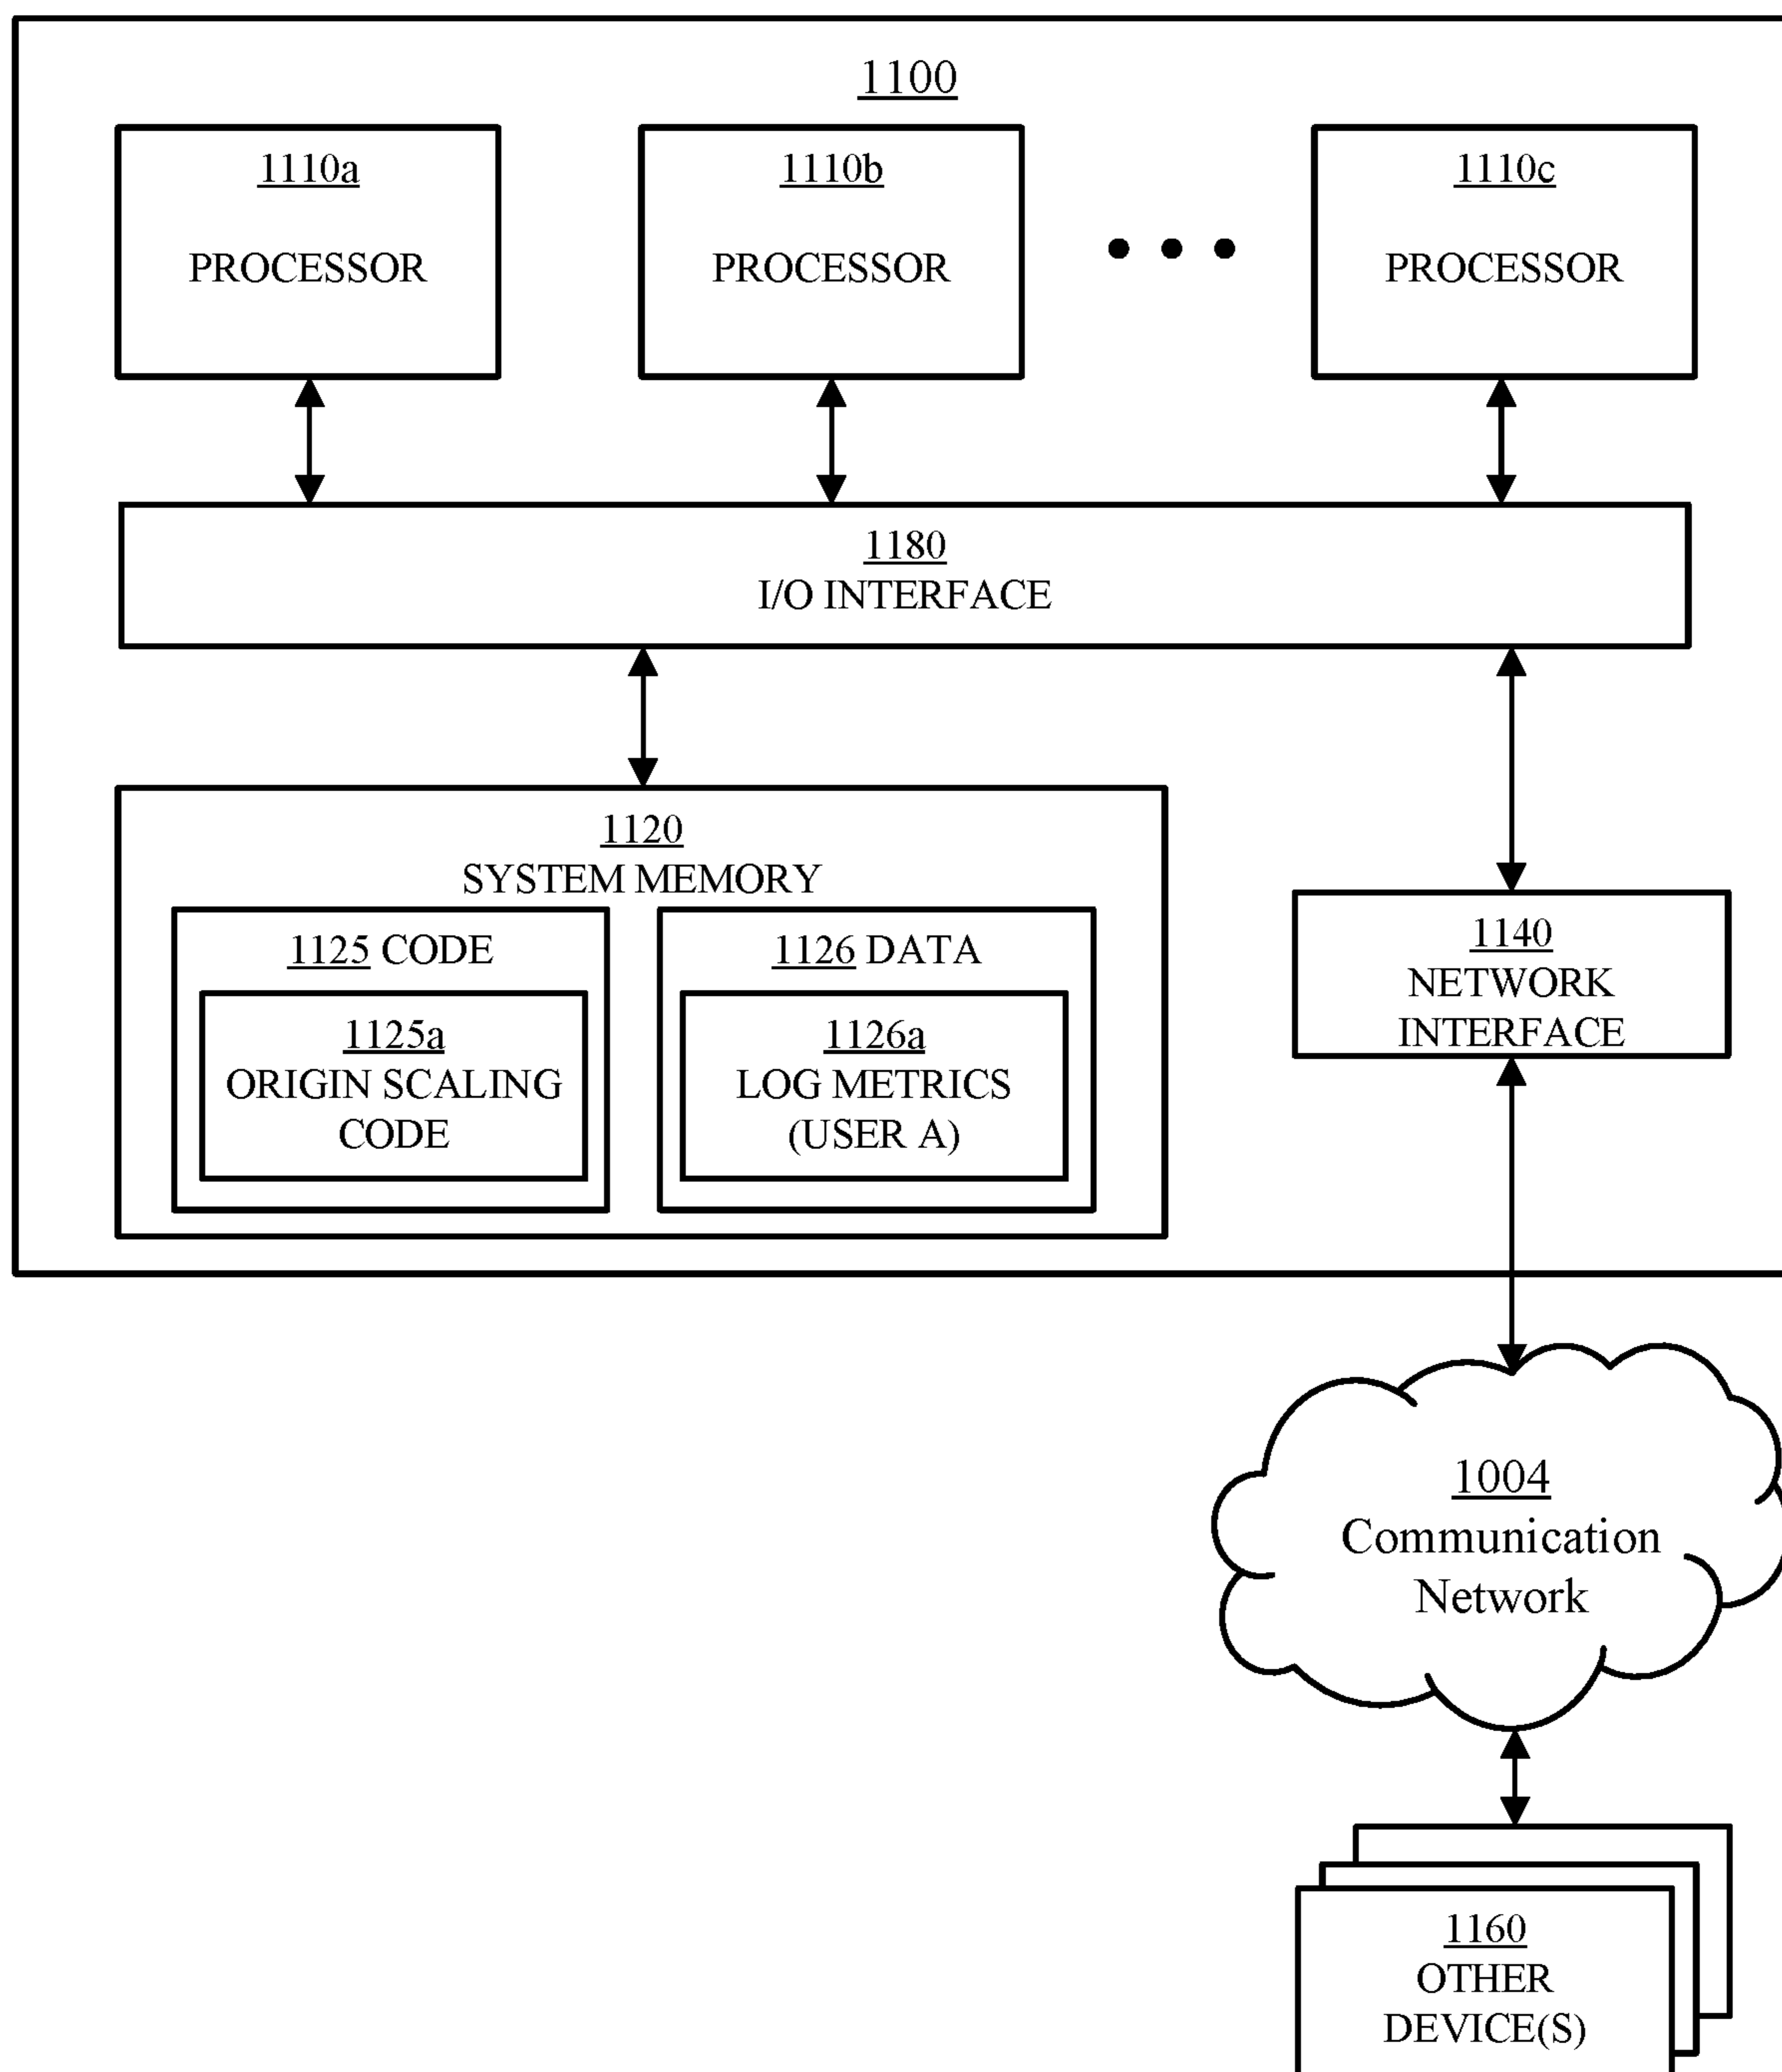 1100
1110a
PROCESSOR
1110b
PROCESSOR
1110c
PROCESSOR
1180
I/O INTERFACE
1120
SYSTEM MEMORY
1125 CODE
1125a
ORIGIN SCALING
CODE
1126 DATA
1126a
LOG METRICS
(USER A)
1140
NETWORK
INTERFACE
1004
Communication
Network
1160
OTHER
DEVICE(S)